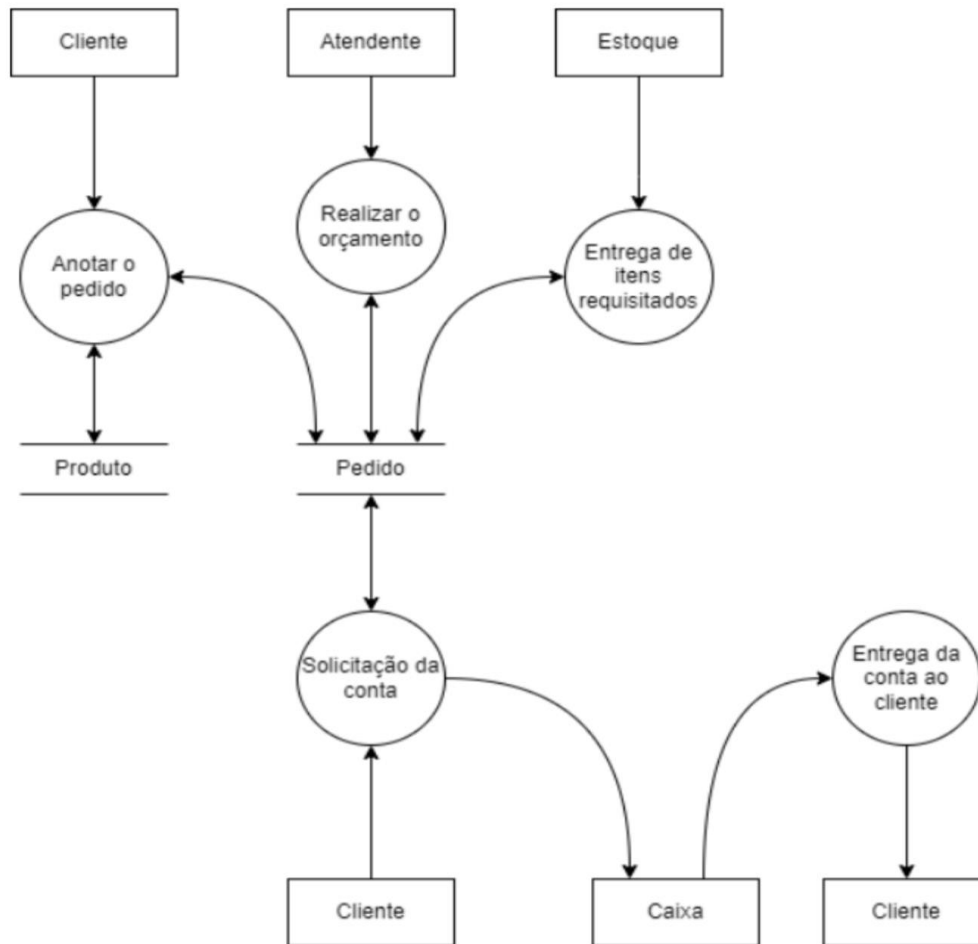 Cliente
Atendente
Estoque
Anotar o
pedido
Realizar o
orçamento
Entrega de
itens
requisitados
Produto
Pedido
Solicitação da
conta
Entrega da
conta ao
cliente
Cliente
Caixa
Cliente